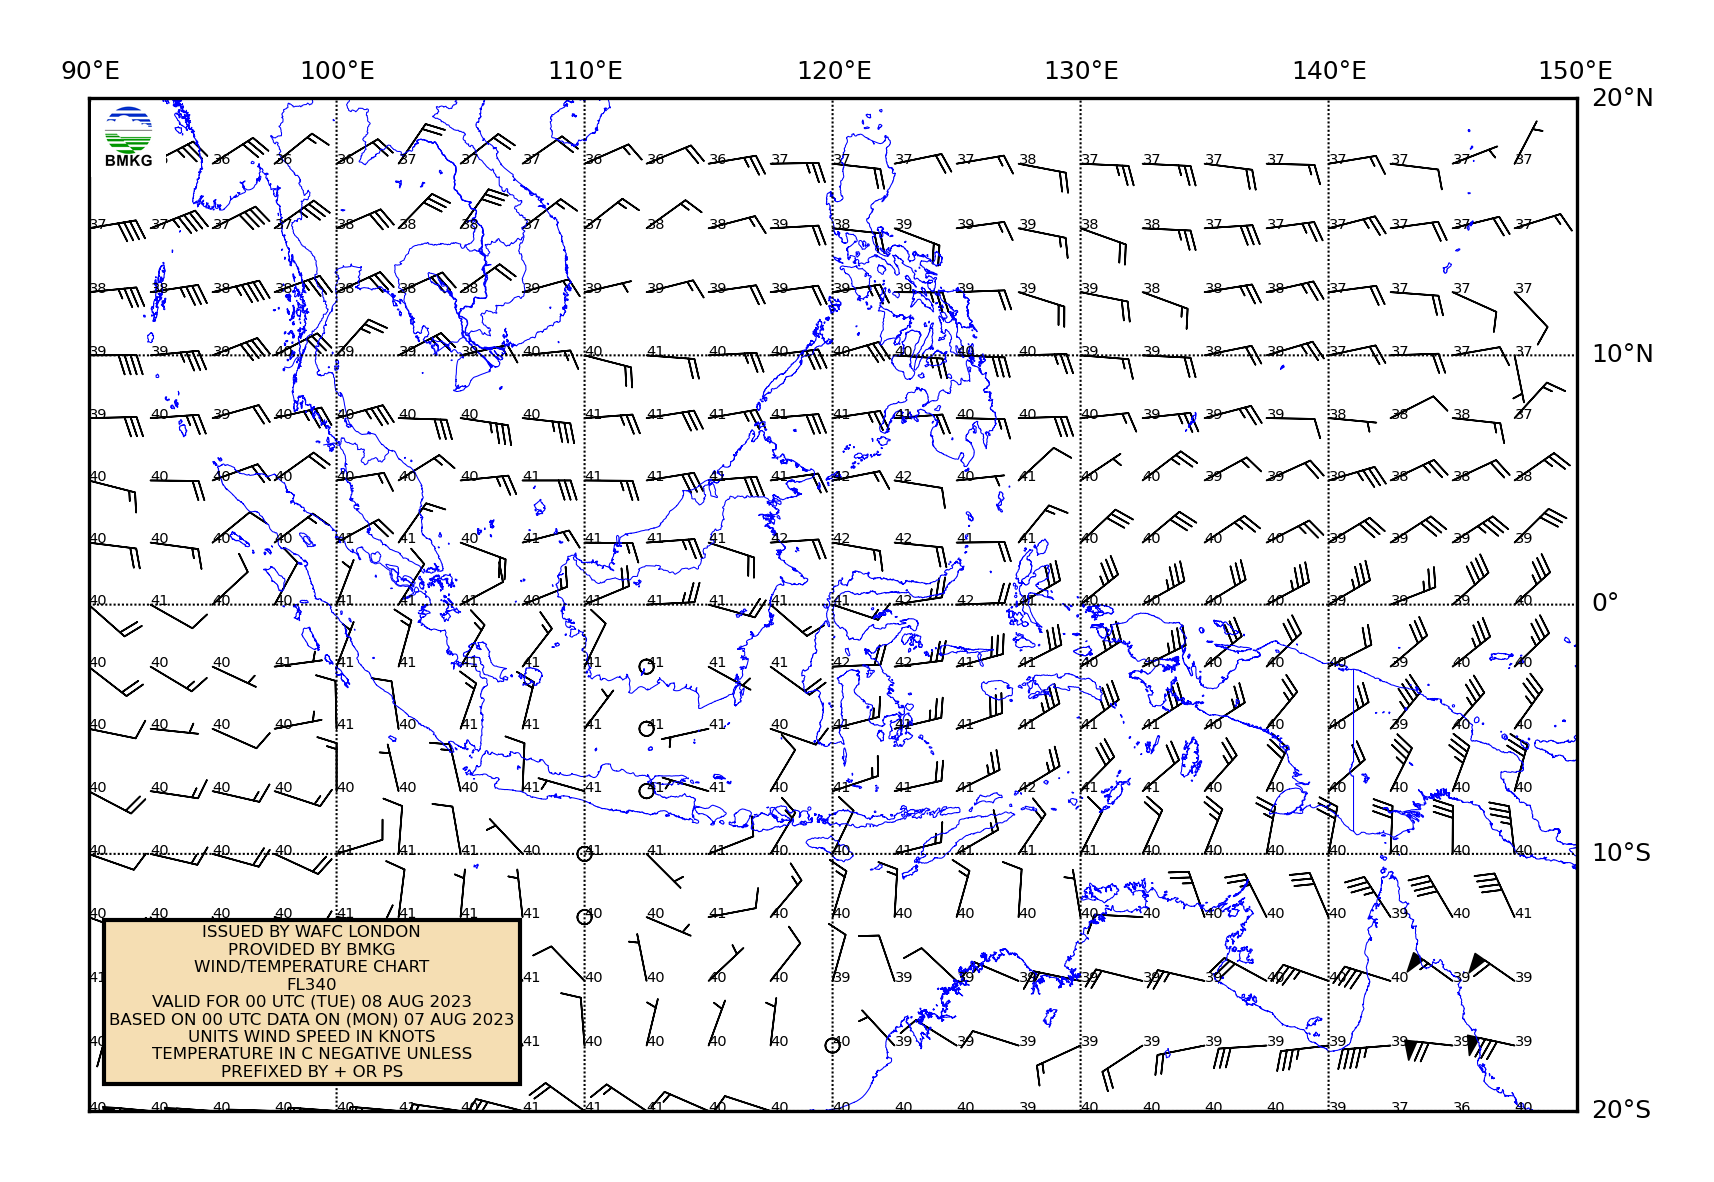 90°E 100°E 110°E 120°E 130°E 140°E 150°E
20°N
BMKG
36 36 36 37 37 37 36 36 36 37 37 37 37 38 37 37 37 37 37 37 37 37
37 37 37 37 38 38 38 37 37 38 38 39 38 39 39 39 38 38 37 37 37 37 37 37
38 38 38 38 38 38 38 39 39 39 39 39 39 39 39 39 39 38 38 38 37 37 37 37
39 39 39 40 39 39 39 40 40 41 40 40 40 40 40 40 39 39 38 38 37 37 37 37
10°N
39 40 39 40 40 40 40 40 41 41 41 41 41 41 40 40 40 39 39 39 38 38 38 37
40 40 40 40 40 40 40 41 41 41 41 41 42 42 40 41 40 40 39 39 39 38 38 38
40 40 40 40 41 41 40 41 41 41 41 42 42 42 41 41 40 40 40 40 39 39 39 39
40 41 40 40 41 41 41 40 41 41 41 41 41 42 42 40 40 40 40 40 39 39 39 40
0°
40 40 40 41 41 41 41 41 41 41 41 41 42 42 41 41 40 40 40 40 40 39 40 40
40 40 40 40 41 40 41 41 41 41 41 40 41 41 41 41 41 41 40 40 40 39 40 40
40 40 40 40 40 40 40 41 41 41 41 40 41 41 41 42 41 40 40 40 40 40 40 40
40 40 40 40 41 41 41 41 41 41 41 40 40 40 41 41 41 40 40 40 40 40 40 40
10°S
40 40 40 40 41 41 41 41 40 40 41 40 40 40 40 40 40 40 40 40 40 39 40 41
41 41 40 40 40 40 39 39 39 39 39 39 39 39 40 40 39 39
40 41 40 40 40 40 40 39 39 39 39 39 39 39 39 39 39 39
40 40 40 40 40 41 40 41 41 41 40 40 40 40 40 39 40 40 40 40 39 37 36 40
20°S
ISSUED BY WAFC LONDON
PROVIDED BY BMKG
WIND/TEMPERATURE CHART
FL340
VALID FOR 00 UTC (TUE) 08 AUG 2023
BASED ON 00 UTC DATA ON (MON) 07 AUG 2023
UNITS WIND SPEED IN KNOTS
TEMPERATURE IN C NEGATIVE UNLESS
PREFIXED BY + OR PS